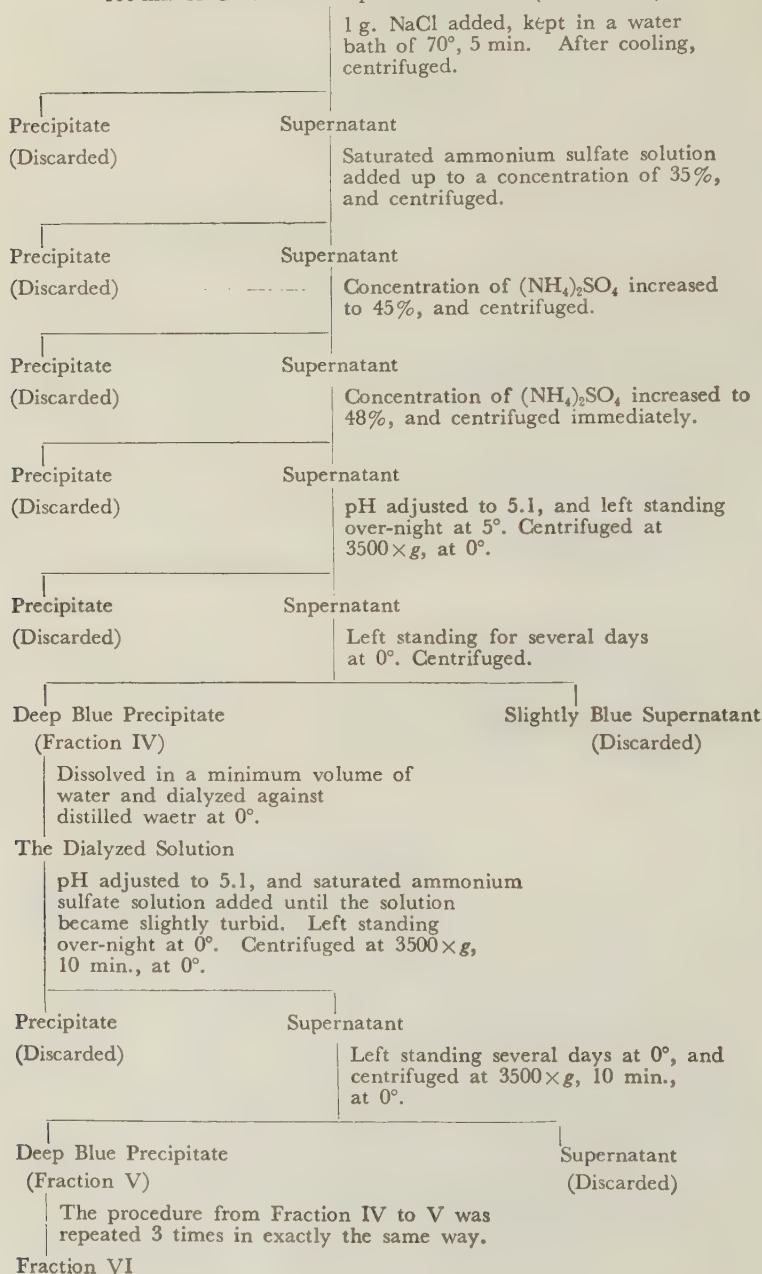 1 g. NaCl added, kept in a water
bath of 70°, 5 min. After cooling,
centrifuged.
Precipitate Supernatant
(Discarded)
Saturated ammonium sulfate solution
added up to a concentration of 35%,
and centrifuged.
Precipitate Supernatant
(Discarded)
Concentration of (NH₄)₂SO₄ increased
to 45%, and centrifuged.
Precipitate Supernatant
(Discarded)
Concentration of (NH₄)₂SO₄ increased to
48%, and centrifuged immediately.
Precipitate Supernatant
(Discarded)
pH adjusted to 5.1, and left standing
over-night at 5°. Centrifuged at
3500×g, at 0°.
Precipitate Snpernatant
(Discarded)
Left standing for several days
at 0°. Centrifuged.
Deep Blue Precipitate Slightly Blue Supernatant
(Fraction IV) (Discarded)
Dissolved in a minimum volume of
water and dialyzed against
distilled waetr at 0°.
The Dialyzed Solution
pH adjusted to 5.1, and saturated ammonium
sulfate solution added until the solution
became slightly turbid. Left standing
over-night at 0°. Centrifuged at 3500×g,
10 min., at 0°.
Precipitate Supernatant
(Discarded)
Left standing several days at 0°, and
centrifuged at 3500×g, 10 min.,
at 0°.
Deep Blue Precipitate Supernatant
(Fraction V) (Discarded)
The procedure from Fraction IV to V was
repeated 3 times in exactly the same way.
Fraction VI